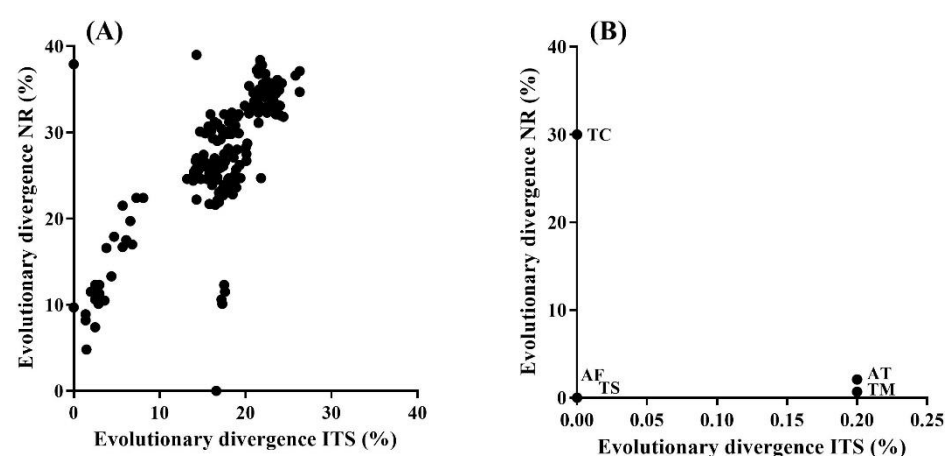 (A)
Evolutionary divergence NR (%)
40
30
20
10
0
0 10 20 30 40
Evolutionary divergence ITS (%)
(B)
Evolutionary divergence NR (%)
40
30
20
10
0
TC
AF
TS
AT
TM
0.00 0.05 0.10 0.15 0.20 0.25
Evolutionary divergence ITS (%)